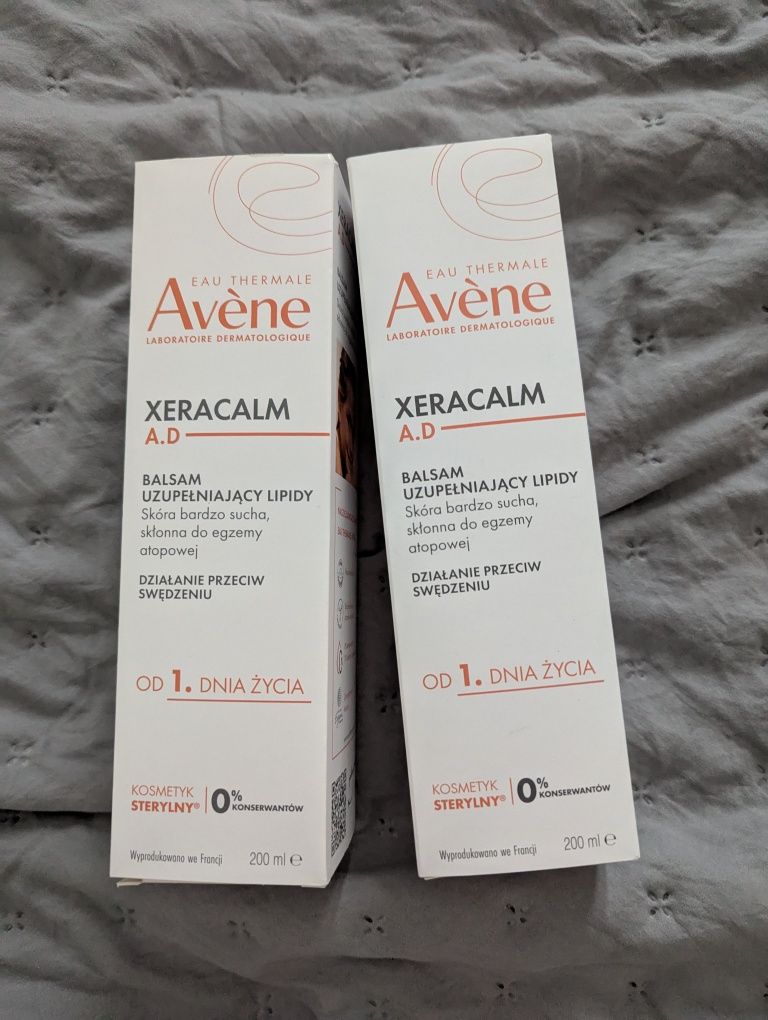 EAU THERMALE
Avène
LABORATOIRE DERMATOLOGIQUE
XERACALM
A.D
BALSAM
UZUPEŁNIAJĄCY LIPIDY
Skóra bardzo sucha,
skłonna do egzemy
atopowej
DZIAŁANIE PRZECIW
SWĘDZENIU
OD 1. DNIA ŻYCIA
KOSMETYK
STERYLNY®
0%
KONSERWANTÓW
Wyprodukowano we Francji
200 ml e
EAU THERMALE
Avène
LABORATOIRE DERMATOLOGIQUE
XERACALM
A.D
BALSAM
UZUPEŁNIAJĄCY LIPIDY
Skóra bardzo sucha,
skłonna do egzemy
atopowej
DZIAŁANIE PRZECIW
SWĘDZENIU
OD 1. DNIA ŻYCIA
KOSMETYK
STERYLNY®
0%
KONSERWANTÓW
Wyprodukowano we Francji
200 ml e